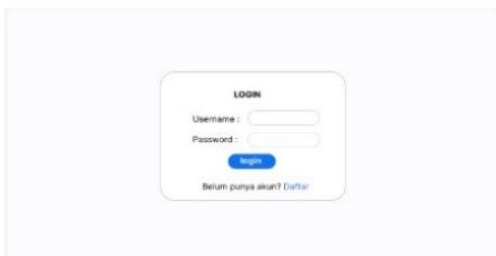 LOGIN
Username :
Password :
login
Belum punya akun? Daftar